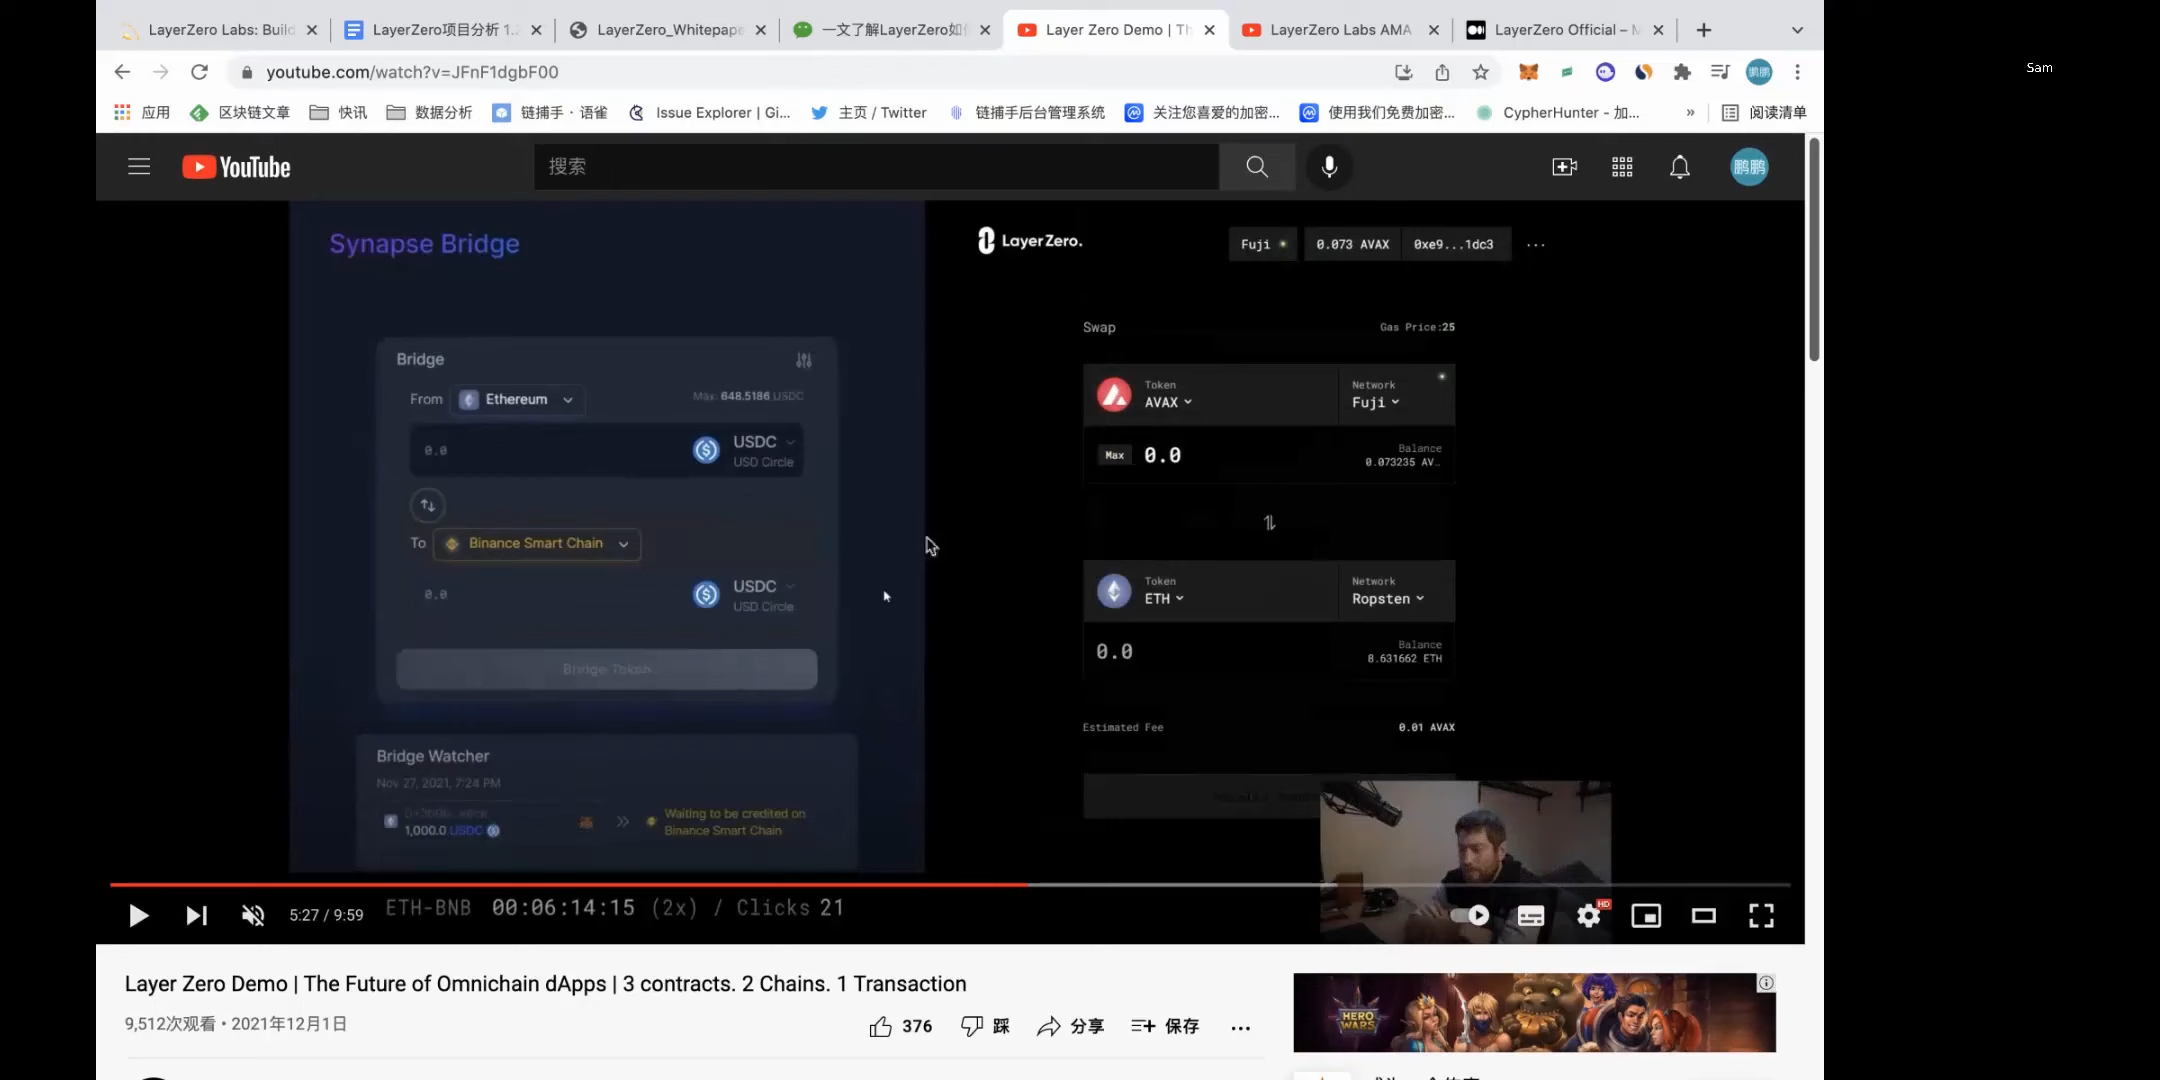 LayerZero Labs: Build
LayerZero项目分析 1.
LayerZero_Whitepape
一文了解LayerZero如
Layer Zero Demo | Th
LayerZero Labs AMA
LayerZero Official – M
youtube.com/watch?v=JFnF1dgbF00
鹏鹏
Sam
应用
区块链文章
快讯
数据分析
链捕手 · 语雀
Issue Explorer | Gi...
主页 / Twitter
链捕手后台管理系统
关注您喜爱的加密...
使用我们免费加密...
CypherHunter - 加...
»
阅读清单
YouTube
搜索
鹏鹏
Synapse Bridge
LayerZero.
Fuji
0.073 AVAX
0xe9...1dc3
...
Bridge
From
Ethereum
Max: 648.5186 USDC
0.0
USDC
USD Circle
To
Binance Smart Chain
0.0
USDC
USD Circle
Bridge Token
Bridge Watcher
Nov 27, 2021, 7:24 PM
1,000.0 USDC
Waiting to be credited on
Binance Smart Chain
Swap
Gas Price:25
Token
AVAX
Network
Fuji
Max
0.0
Balance
0.073235 AV..
Token
ETH
Network
Ropsten
0.0
Balance
8.631662 ETH
Estimated Fee
0.01 AVAX
5:27 / 9:59
ETH-BNB 00:06:14:15 (2x) / Clicks 21
HD
Layer Zero Demo | The Future of Omnichain dApps | 3 contracts. 2 Chains. 1 Transaction
9,512次观看 • 2021年12月1日
376
踩
分享
保存
HERO
WARS